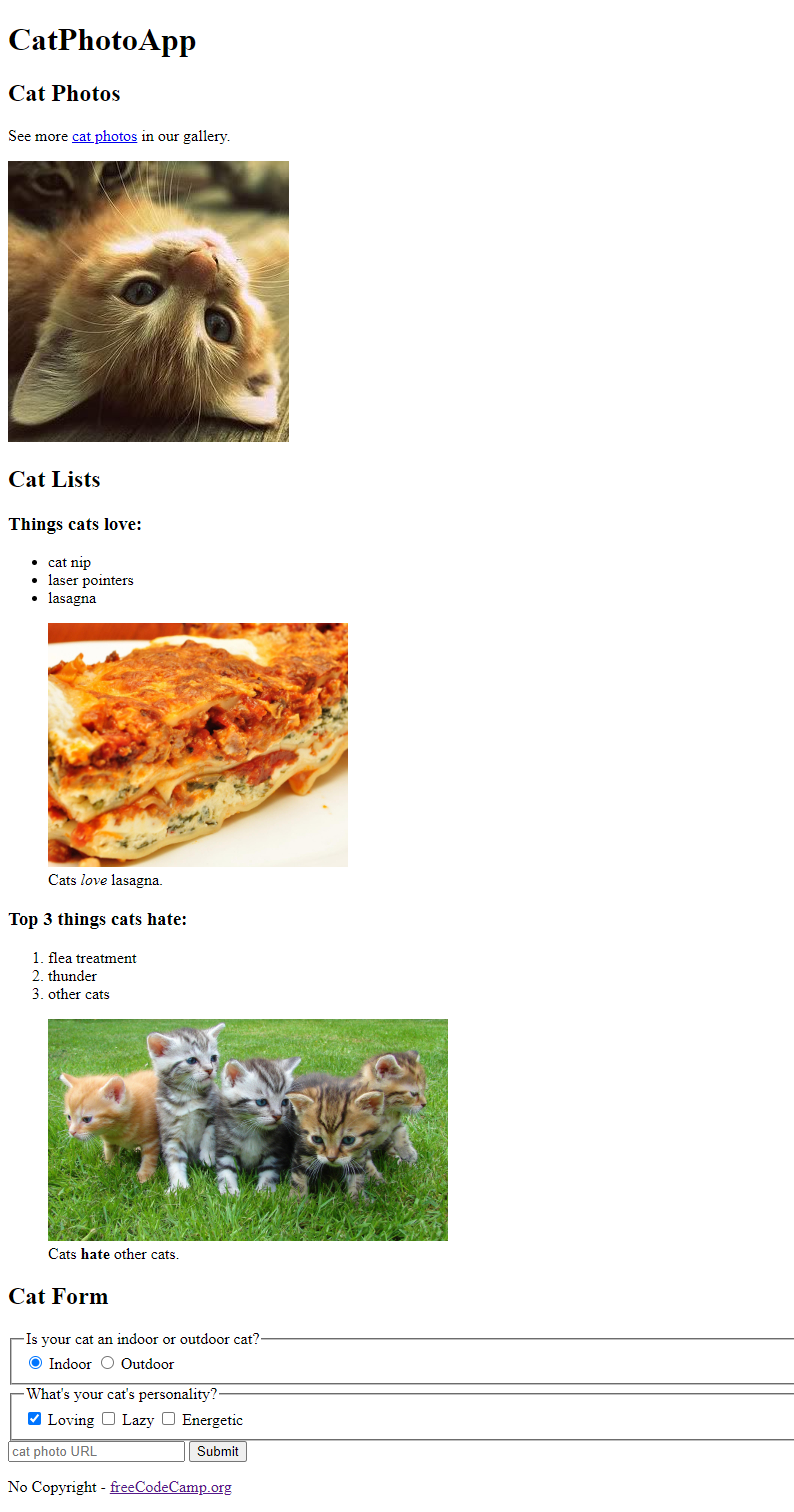 CatPhotoApp
Cat Photos
See more cat photos in our gallery.
Cat Lists
Things cats love:
cat nip
laser pointers
lasagna
Cats love lasagna.
Top 3 things cats hate:
1. flea treatment
2. thunder
3. other cats
Cats hate other cats.
Cat Form
Is your cat an indoor or outdoor cat?
Indoor Outdoor
What's your cat's personality?
Loving Lazy Energetic
cat photo URL Submit
No Copyright - freeCodeCamp.org